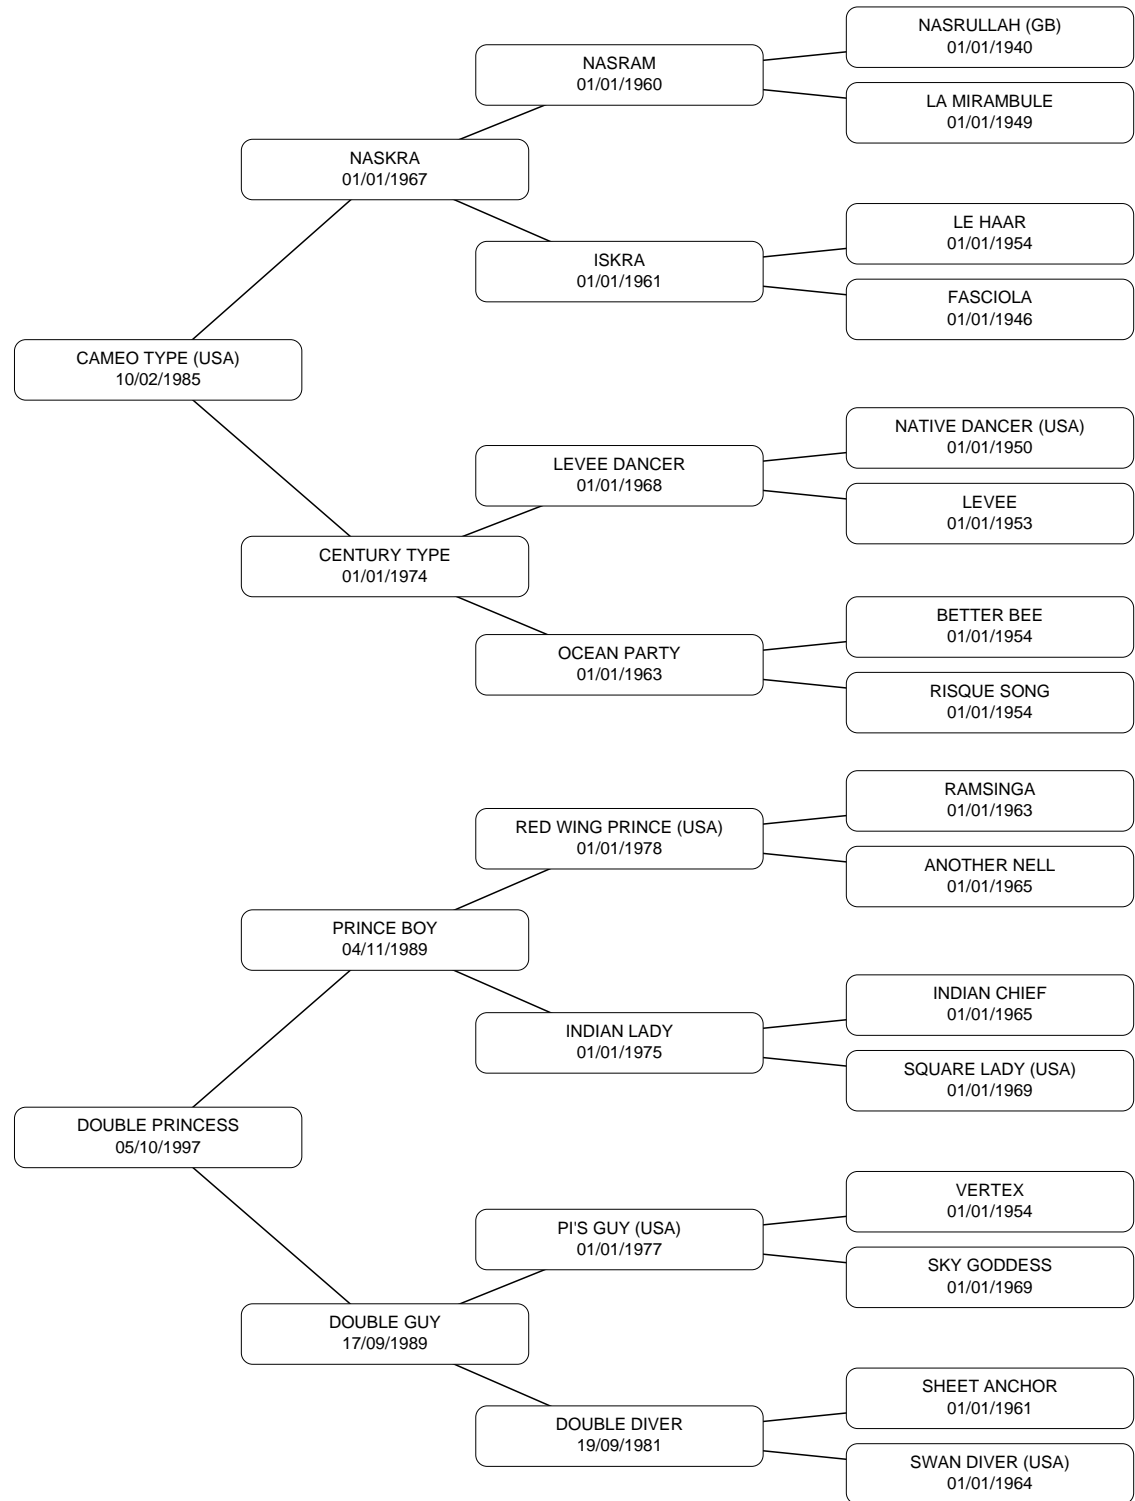 NASRULLAH (GB)
01/01/1940
NASRAM
01/01/1960
LA MIRAMBULE
01/01/1949
NASKRA
01/01/1967
LE HAAR
01/01/1954
ISKRA
01/01/1961
FASCIOLA
01/01/1946
CAMEO TYPE (USA)
10/02/1985
NATIVE DANCER (USA)
01/01/1950
LEVEE DANCER
01/01/1968
LEVEE
01/01/1953
CENTURY TYPE
01/01/1974
BETTER BEE
01/01/1954
OCEAN PARTY
01/01/1963
RISQUE SONG
01/01/1954
RAMSINGA
01/01/1963
RED WING PRINCE (USA)
01/01/1978
ANOTHER NELL
01/01/1965
PRINCE BOY
04/11/1989
INDIAN CHIEF
01/01/1965
INDIAN LADY
01/01/1975
SQUARE LADY (USA)
01/01/1969
DOUBLE PRINCESS
05/10/1997
VERTEX
01/01/1954
PI'S GUY (USA)
01/01/1977
SKY GODDESS
01/01/1969
DOUBLE GUY
17/09/1989
SHEET ANCHOR
01/01/1961
DOUBLE DIVER
19/09/1981
SWAN DIVER (USA)
01/01/1964